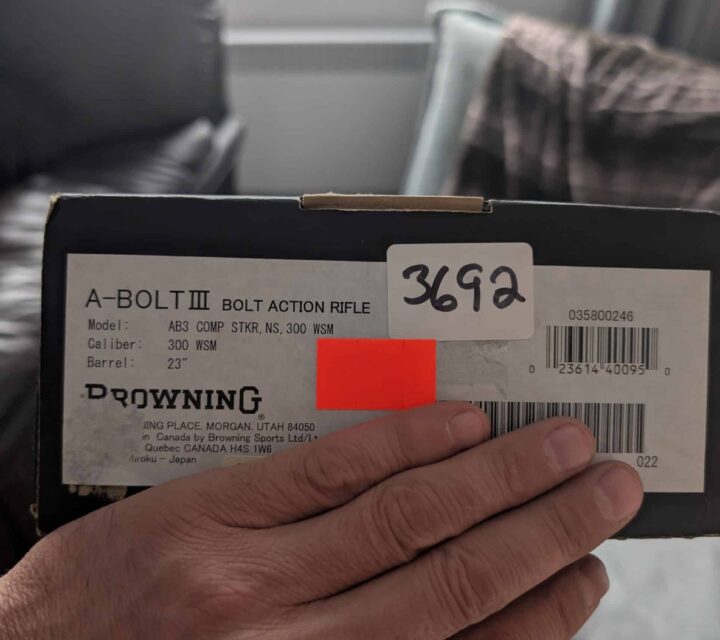 3692
A-BOLT III BOLT ACTION RIFLE
Model: AB3 COMP STKR, NS, 300 WSM
Caliber: 300 WSM
Barrel: 23"
035800246
0 23614 40095 0
BROWNING®
ING PLACE. MORGAN. UTAH 84050
in Canada by Browning Sports Ltd/L
Quebec CANADA H4S 1W6
iroku - Japan
022